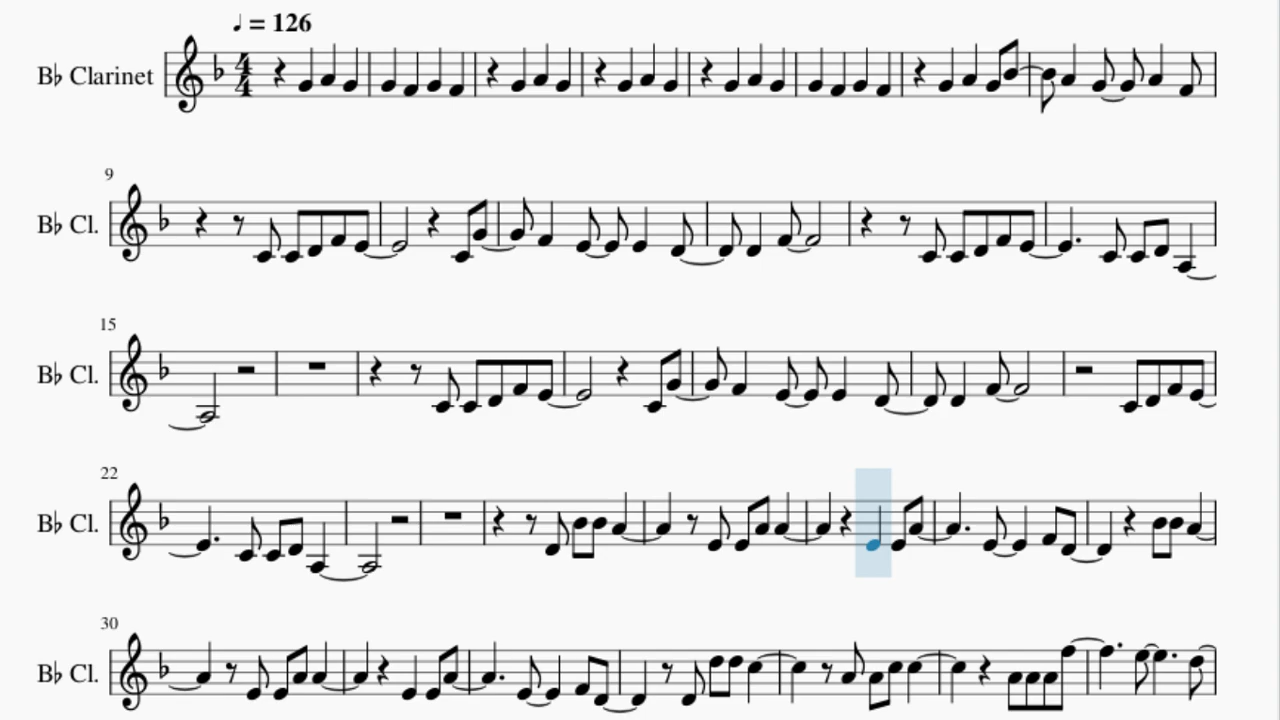 ♩ = 126
B♭ Clarinet
4
4
9
B♭ Cl.
15
B♭ Cl.
22
B♭ Cl.
30
B♭ Cl.